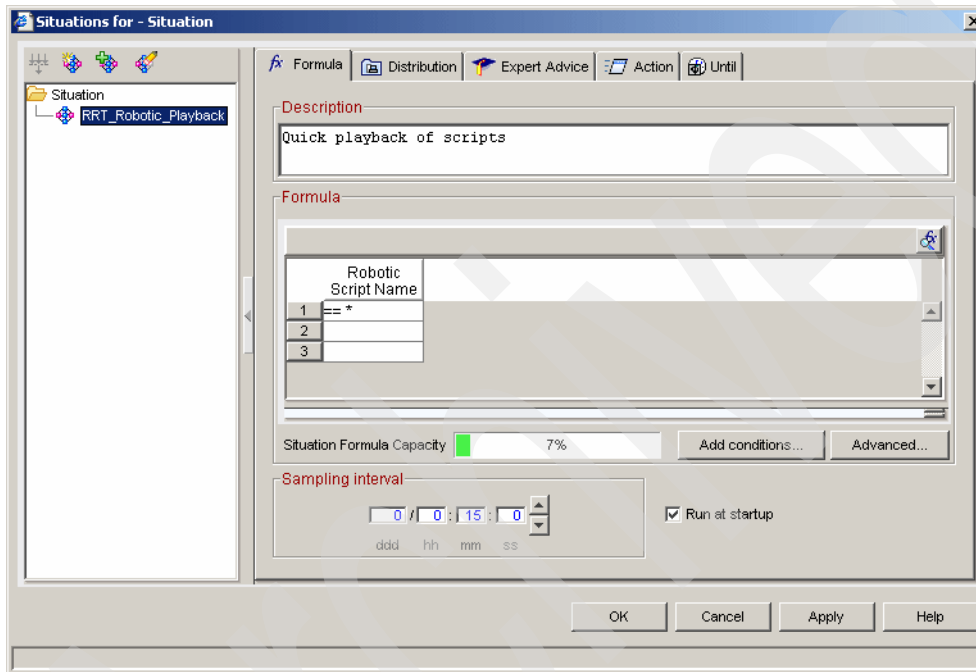 Situations for - Situation
Formula Distribution Expert Advice Action Until
Situation
RRT_Robotic_Playback
Description
Quick playback of scripts
Formula
Robotic
Script Name
1 == *
2
3
Situation Formula Capacity 7% Add conditions... Advanced...
Sampling interval
0 / 0 : 15 : 0
ddd hh mm ss
Run at startup
OK Cancel Apply Help